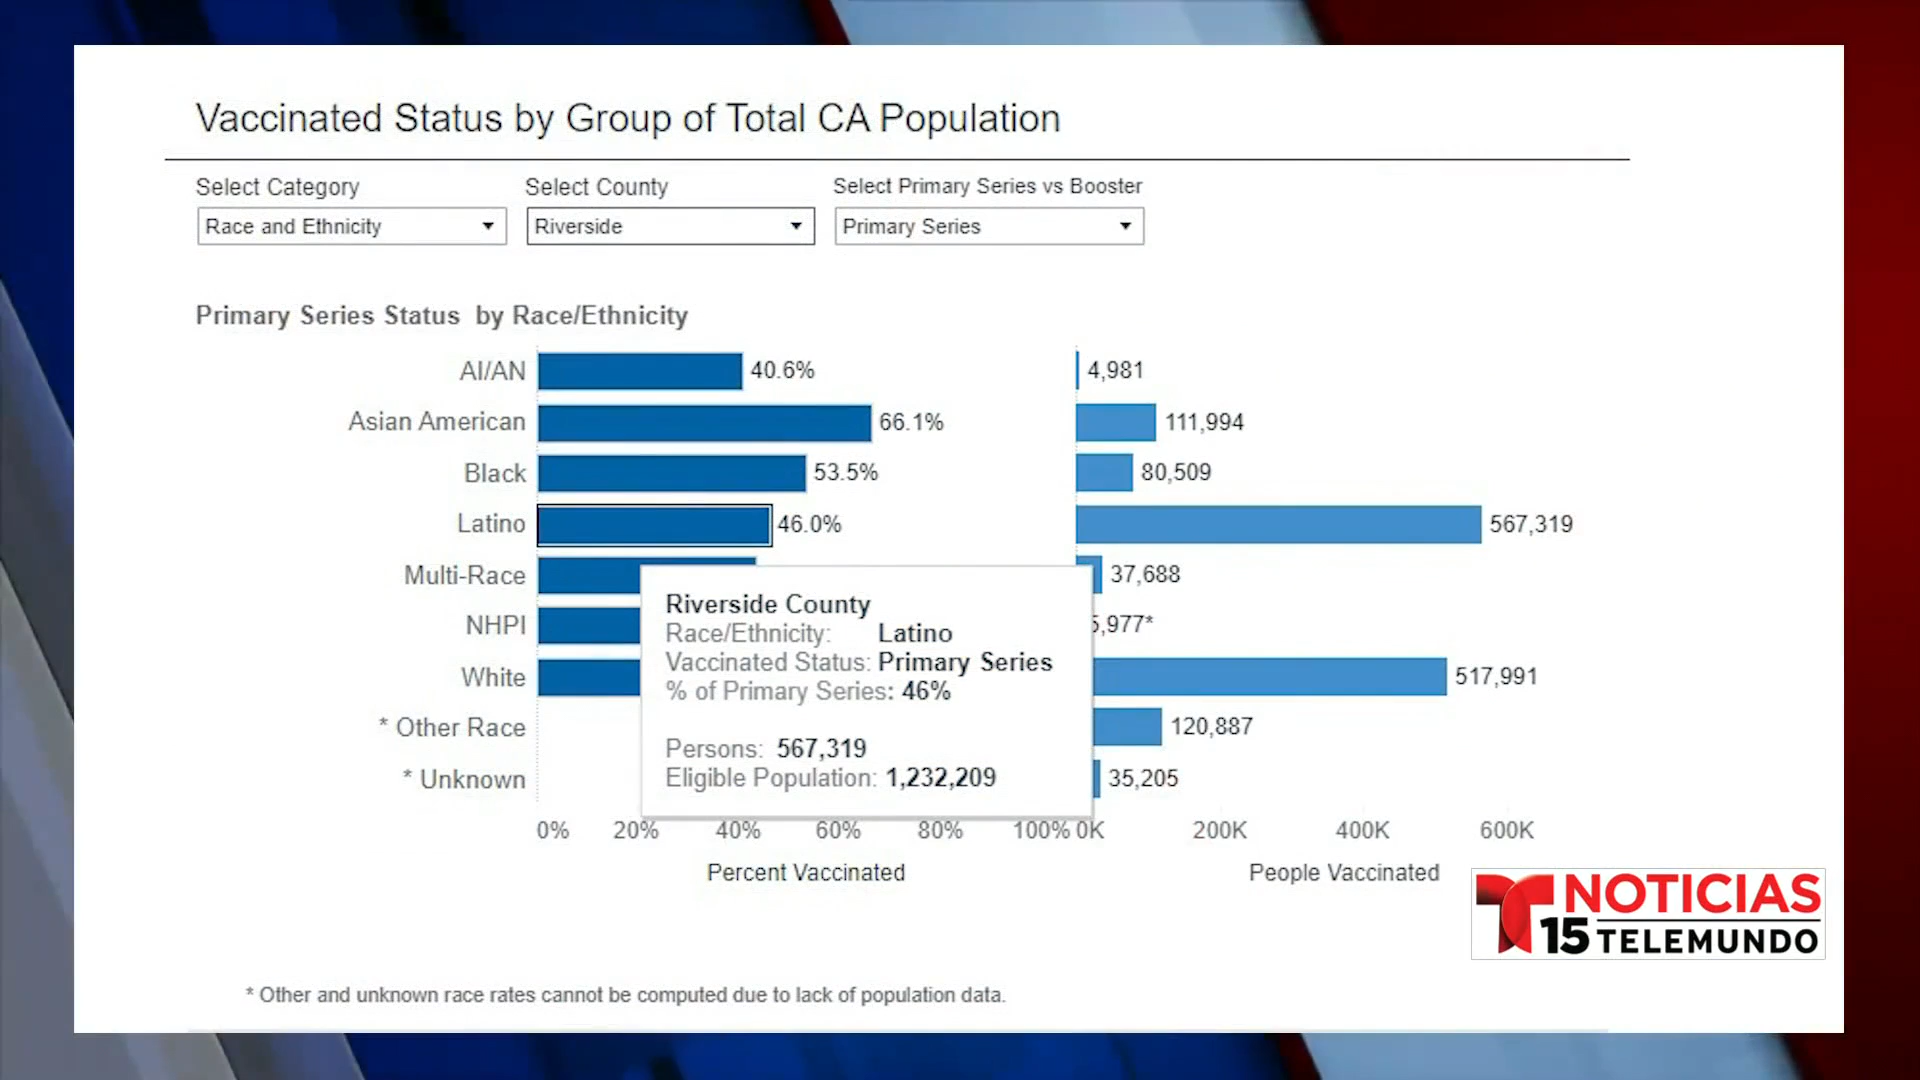 Vaccinated Status by Group of Total CA Population
Select Category Select County Select Primary Series vs Booster
Race and Ethnicity Riverside Primary Series
Primary Series Status by Race/Ethnicity
AI/AN 40.6% 4,981
Asian American 66.1% 111,994
Black 53.5% 80,509
Latino 46.0% 567,319
Multi-Race 37,688
NHPI ,977*
White 517,991
* Other Race 120,887
* Unknown 35,205
Riverside County
Race/Ethnicity: Latino
Vaccinated Status: Primary Series
% of Primary Series: 46%
Persons: 567,319
Eligible Population: 1,232,209
0% 20% 40% 60% 80% 100% 0K 200K 400K 600K
Percent Vaccinated People Vaccinated
NOTICIAS
15 TELEMUNDO
* Other and unknown race rates cannot be computed due to lack of population data.